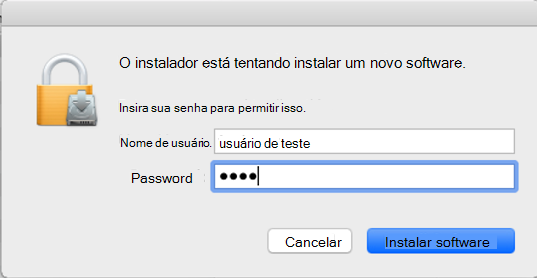 O instalador está tentando instalar um novo software.
Insira sua senha para permitir isso.
Nome de usuário. usuário de teste
Password ••••
Cancelar Instalar software